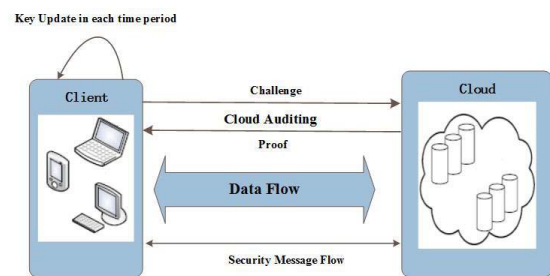 Key Update in each time period
Client
Challenge
Cloud
Cloud Auditing
Proof
Data Flow
Security Message Flow